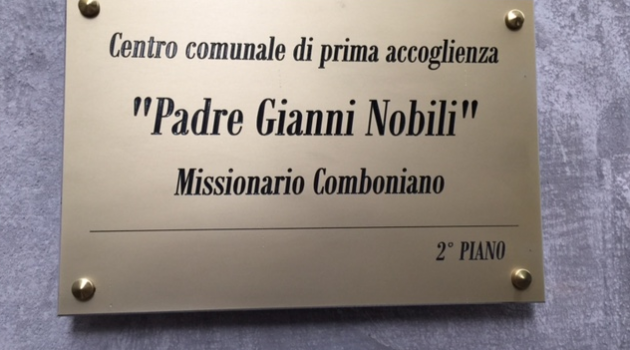 Centro comunale di prima accoglienza
"Padre Gianni Nobili"
Missionario Comboniano
2° PIANO